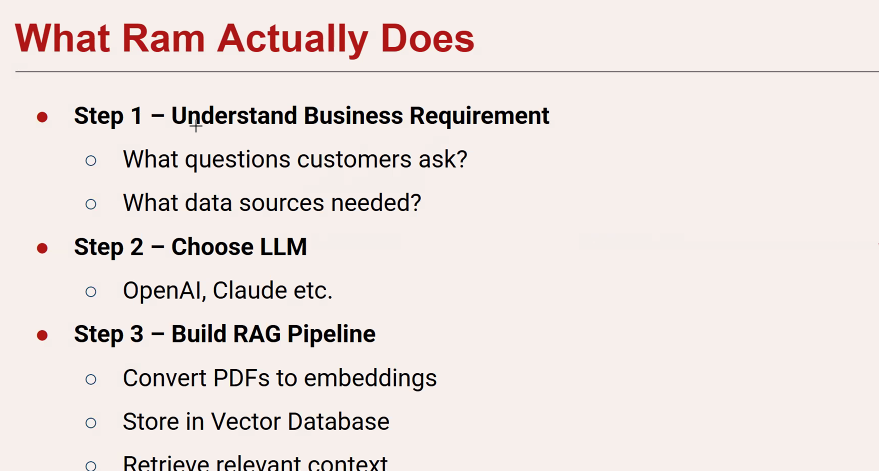 What Ram Actually Does
● Step 1 – Understand Business Requirement
○ What questions customers ask?
○ What data sources needed?
● Step 2 – Choose LLM
○ OpenAI, Claude etc.
● Step 3 – Build RAG Pipeline
○ Convert PDFs to embeddings
○ Store in Vector Database
○ Retrieve relevant context